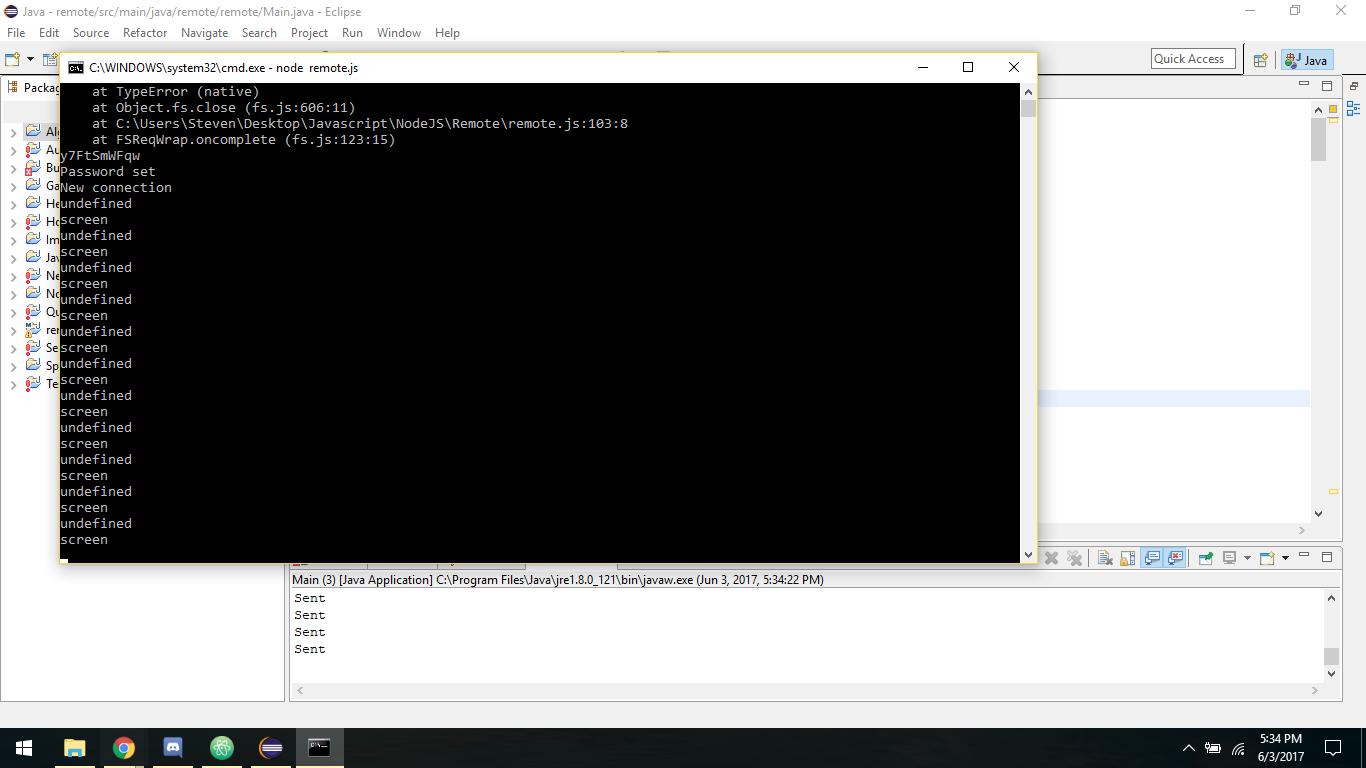 Java - remote/src/main/java/remote/remote/Main.java - Eclipse
File Edit Source Refactor Navigate Search Project Run Window Help
Quick Access
Java
C:\WINDOWS\system32\cmd.exe - node remote.js
at TypeError (native)
at Object.fs.close (fs.js:606:11)
at C:\Users\Steven\Desktop\Javascript\NodeJS\Remote\remote.js:103:8
at FSReqWrap.oncomplete (fs.js:123:15)
y7FtSmWFqw
Password set
New connection
undefined
screen
undefined
screen
undefined
screen
undefined
screen
undefined
screen
undefined
screen
undefined
screen
undefined
screen
undefined
screen
undefined
screen
undefined
screen
Packag
Al
Au
Bu
Ga
He
Ho
Im
Jav
Ne
No
Qu
rer
Se
Sp
Te
Main (3) [Java Application] C:\Program Files\Java\jre1.8.0_121\bin\javaw.exe (Jun 3, 2017, 5:34:22 PM)
Sent
Sent
Sent
Sent
5:34 PM
6/3/2017